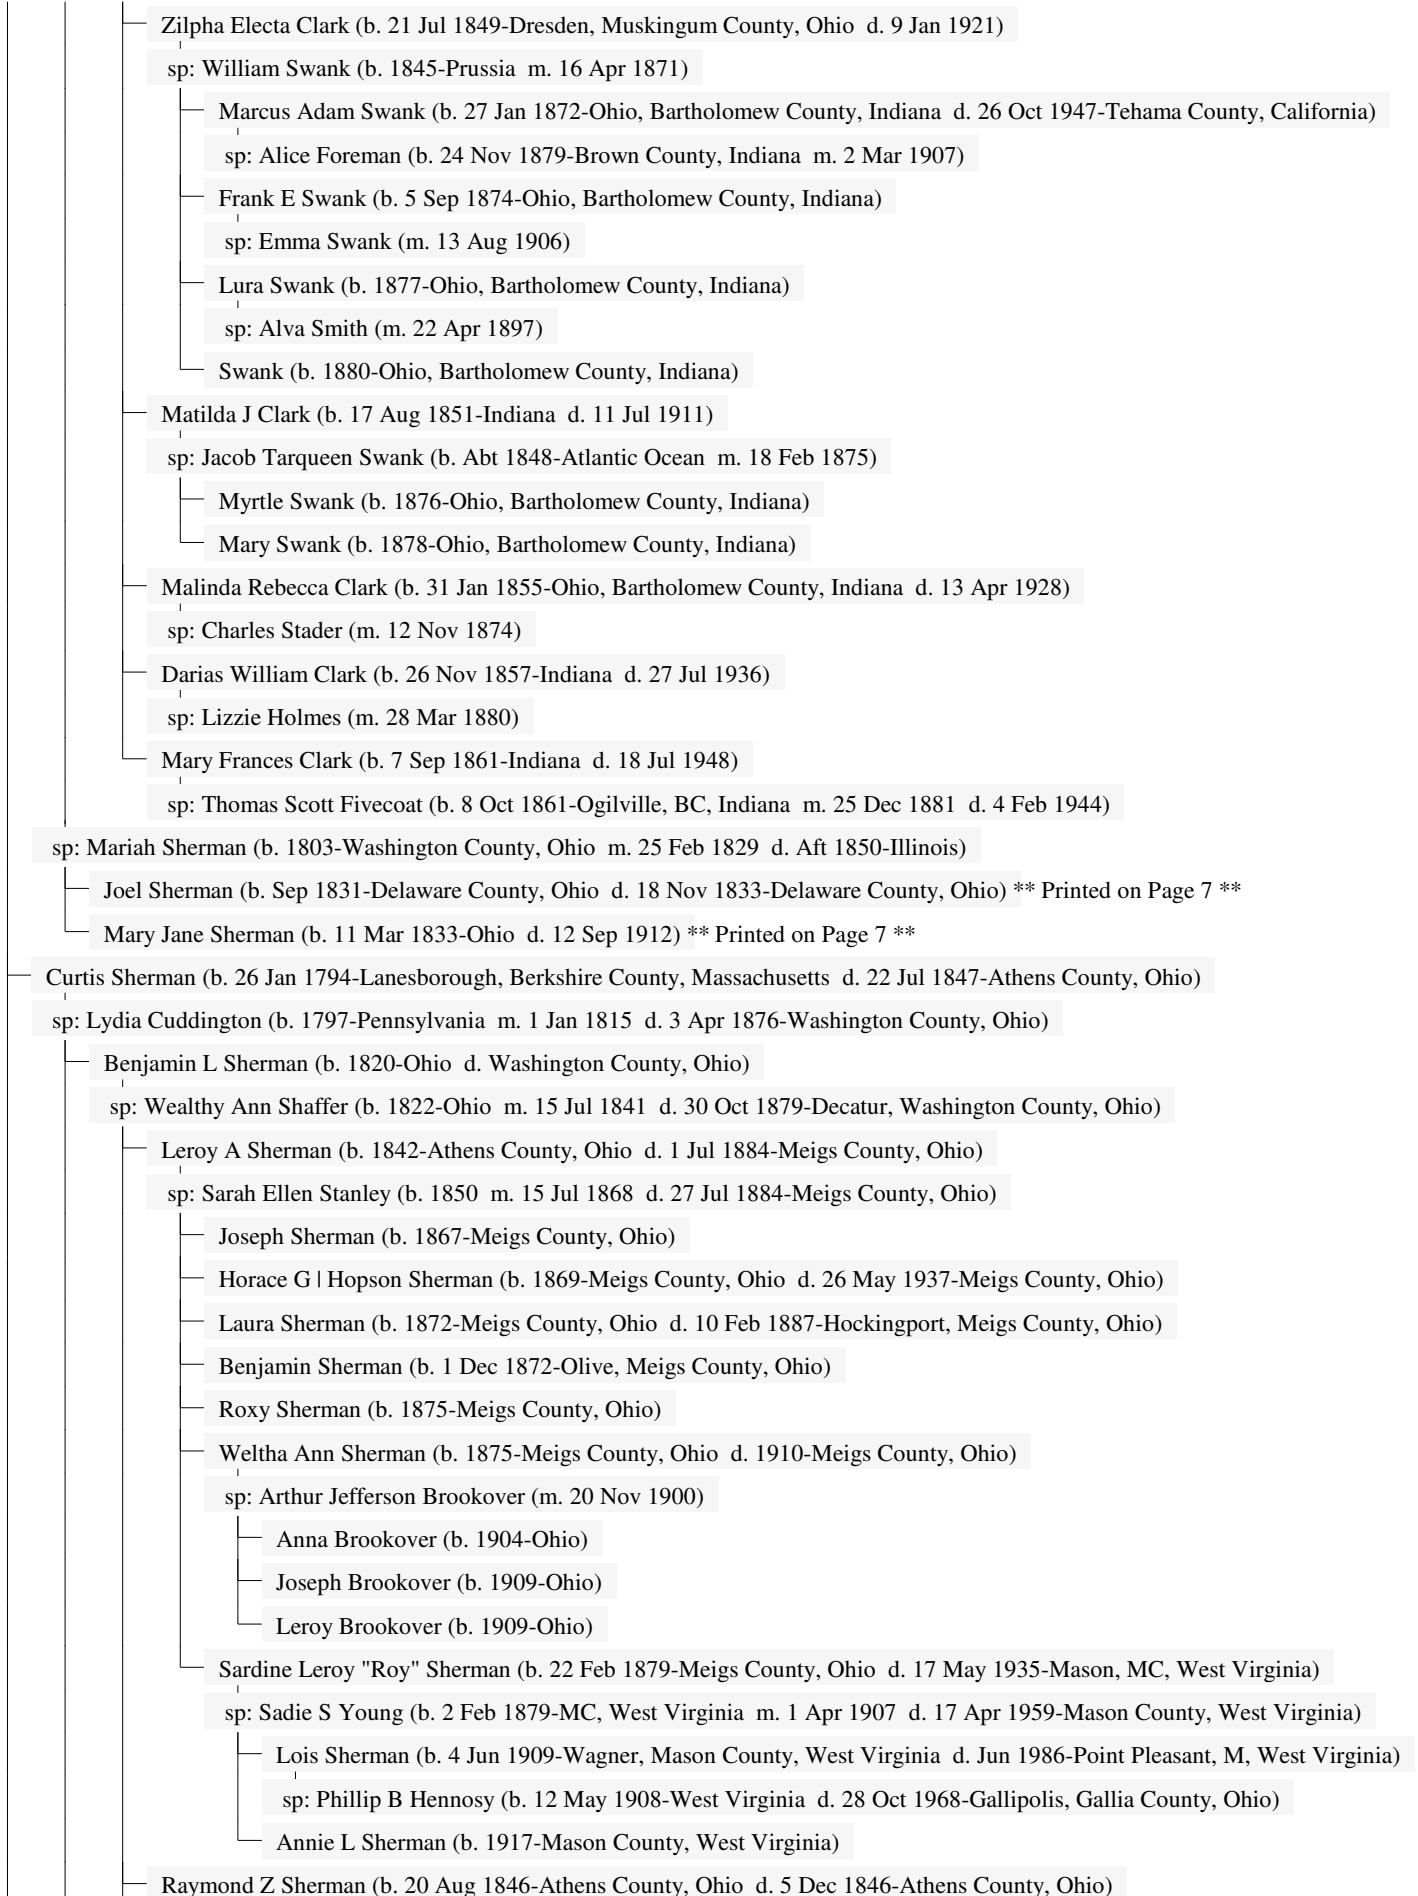 Zilpha Electa Clark (b. 21 Jul 1849-Dresden, Muskingum County, Ohio d. 9 Jan 1921)
sp: William Swank (b. 1845-Prussia m. 16 Apr 1871)
Marcus Adam Swank (b. 27 Jan 1872-Ohio, Bartholomew County, Indiana d. 26 Oct 1947-Tehama County, California)
sp: Alice Foreman (b. 24 Nov 1879-Brown County, Indiana m. 2 Mar 1907)
Frank E Swank (b. 5 Sep 1874-Ohio, Bartholomew County, Indiana)
sp: Emma Swank (m. 13 Aug 1906)
Lura Swank (b. 1877-Ohio, Bartholomew County, Indiana)
sp: Alva Smith (m. 22 Apr 1897)
Swank (b. 1880-Ohio, Bartholomew County, Indiana)
Matilda J Clark (b. 17 Aug 1851-Indiana d. 11 Jul 1911)
sp: Jacob Tarqueen Swank (b. Abt 1848-Atlantic Ocean m. 18 Feb 1875)
Myrtle Swank (b. 1876-Ohio, Bartholomew County, Indiana)
Mary Swank (b. 1878-Ohio, Bartholomew County, Indiana)
Malinda Rebecca Clark (b. 31 Jan 1855-Ohio, Bartholomew County, Indiana d. 13 Apr 1928)
sp: Charles Stader (m. 12 Nov 1874)
Darias William Clark (b. 26 Nov 1857-Indiana d. 27 Jul 1936)
sp: Lizzie Holmes (m. 28 Mar 1880)
Mary Frances Clark (b. 7 Sep 1861-Indiana d. 18 Jul 1948)
sp: Thomas Scott Fivecoat (b. 8 Oct 1861-Ogilville, BC, Indiana m. 25 Dec 1881 d. 4 Feb 1944)
sp: Mariah Sherman (b. 1803-Washington County, Ohio m. 25 Feb 1829 d. Aft 1850-Illinois)
Joel Sherman (b. Sep 1831-Delaware County, Ohio d. 18 Nov 1833-Delaware County, Ohio) ** Printed on Page 7 **
Mary Jane Sherman (b. 11 Mar 1833-Ohio d. 12 Sep 1912) ** Printed on Page 7 **
Curtis Sherman (b. 26 Jan 1794-Lanesborough, Berkshire County, Massachusetts d. 22 Jul 1847-Athens County, Ohio)
sp: Lydia Cuddington (b. 1797-Pennsylvania m. 1 Jan 1815 d. 3 Apr 1876-Washington County, Ohio)
Benjamin L Sherman (b. 1820-Ohio d. Washington County, Ohio)
sp: Wealthy Ann Shaffer (b. 1822-Ohio m. 15 Jul 1841 d. 30 Oct 1879-Decatur, Washington County, Ohio)
Leroy A Sherman (b. 1842-Athens County, Ohio d. 1 Jul 1884-Meigs County, Ohio)
sp: Sarah Ellen Stanley (b. 1850 m. 15 Jul 1868 d. 27 Jul 1884-Meigs County, Ohio)
Joseph Sherman (b. 1867-Meigs County, Ohio)
Horace G | Hopson Sherman (b. 1869-Meigs County, Ohio d. 26 May 1937-Meigs County, Ohio)
Laura Sherman (b. 1872-Meigs County, Ohio d. 10 Feb 1887-Hockingport, Meigs County, Ohio)
Benjamin Sherman (b. 1 Dec 1872-Olive, Meigs County, Ohio)
Roxy Sherman (b. 1875-Meigs County, Ohio)
Weltha Ann Sherman (b. 1875-Meigs County, Ohio d. 1910-Meigs County, Ohio)
sp: Arthur Jefferson Brookover (m. 20 Nov 1900)
Anna Brookover (b. 1904-Ohio)
Joseph Brookover (b. 1909-Ohio)
Leroy Brookover (b. 1909-Ohio)
Sardine Leroy "Roy" Sherman (b. 22 Feb 1879-Meigs County, Ohio d. 17 May 1935-Mason, MC, West Virginia)
sp: Sadie S Young (b. 2 Feb 1879-MC, West Virginia m. 1 Apr 1907 d. 17 Apr 1959-Mason County, West Virginia)
Lois Sherman (b. 4 Jun 1909-Wagner, Mason County, West Virginia d. Jun 1986-Point Pleasant, M, West Virginia)
sp: Phillip B Hennosy (b. 12 May 1908-West Virginia d. 28 Oct 1968-Gallipolis, Gallia County, Ohio)
Annie L Sherman (b. 1917-Mason County, West Virginia)
Raymond Z Sherman (b. 20 Aug 1846-Athens County, Ohio d. 5 Dec 1846-Athens County, Ohio)